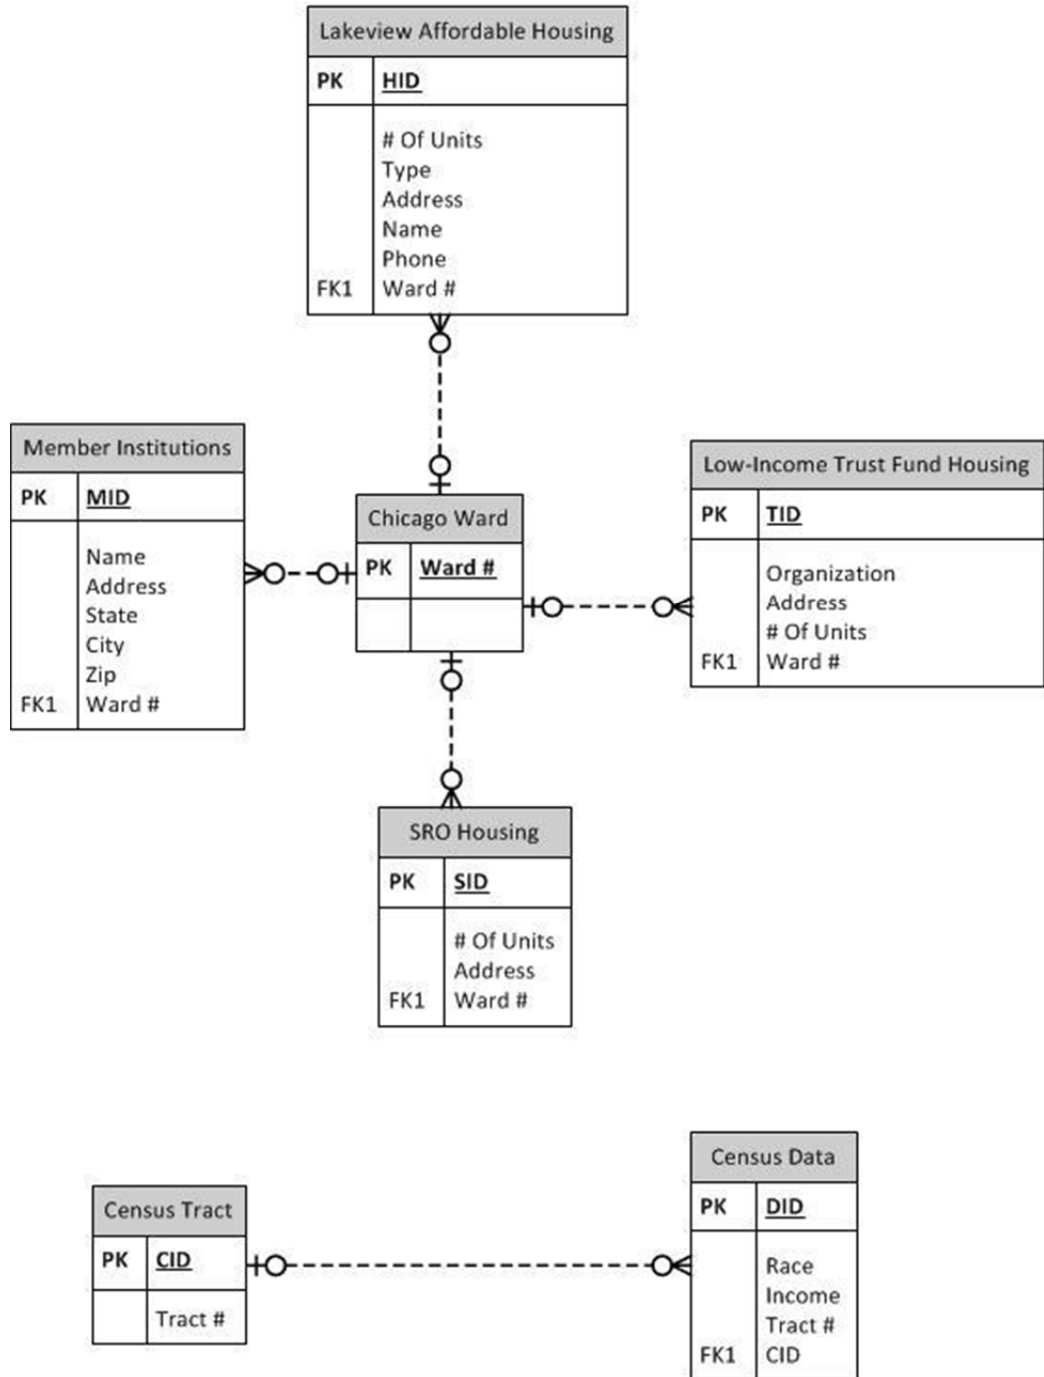 Lakeview Affordable Housing
PK HID
# Of Units
Type
Address
Name
Phone
FK1 Ward #
Member Institutions
PK MID
Name
Address
State
City
Zip
FK1 Ward #
Chicago Ward
PK Ward #
Low-Income Trust Fund Housing
PK TID
Organization
Address
# Of Units
FK1 Ward #
SRO Housing
PK SID
# Of Units
Address
FK1 Ward #
Census Tract
PK CID
Tract #
Census Data
PK DID
Race
Income
Tract #
FK1 CID